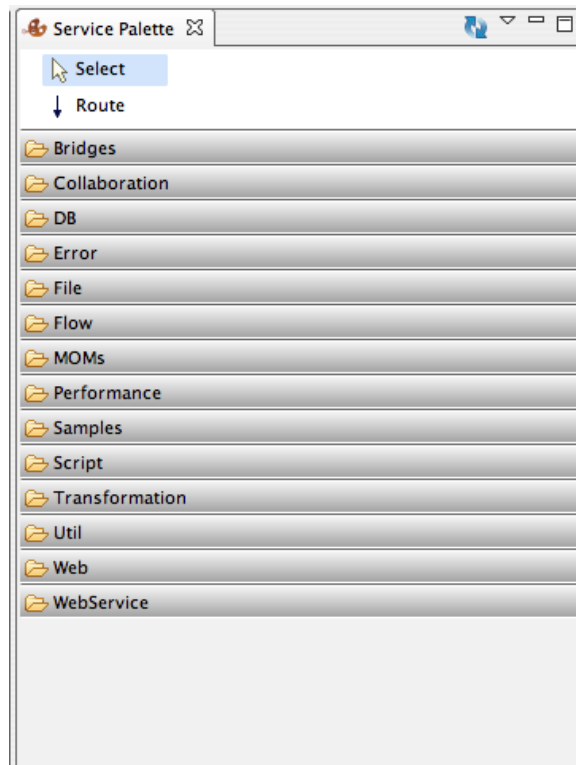 Service Palette
Select
Route
Bridges
Collaboration
DB
Error
File
Flow
MOMs
Performance
Samples
Script
Transformation
Util
Web
WebService